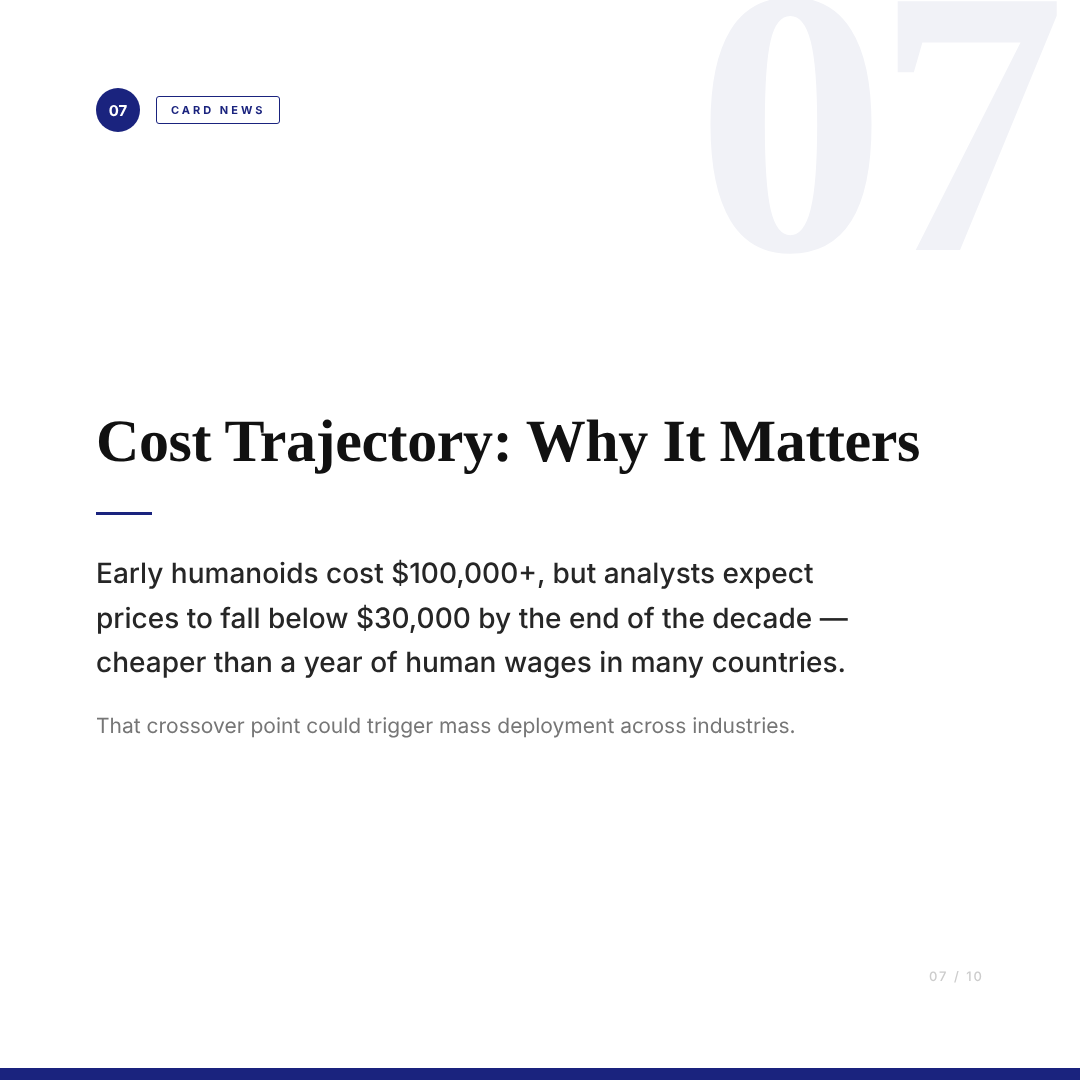 07
07
CARD NEWS
Cost Trajectory: Why It Matters
Early humanoids cost $100,000+, but analysts expect
prices to fall below $30,000 by the end of the decade —
cheaper than a year of human wages in many countries.
That crossover point could trigger mass deployment across industries.
07 / 10